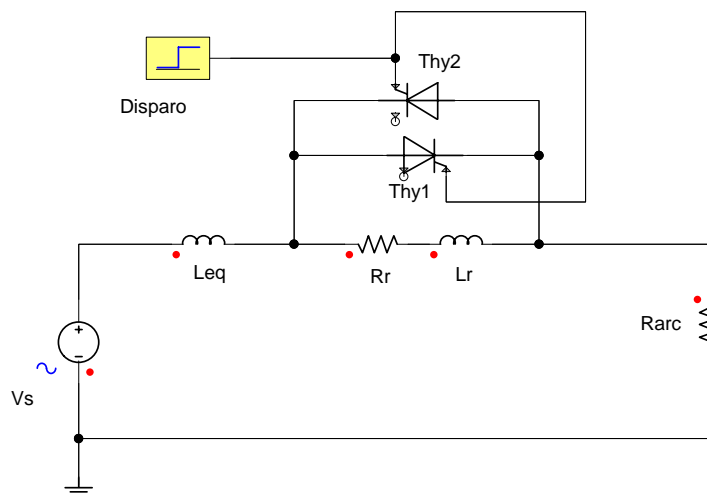 Thy2
Disparo
Thy1
Leq
Rr
Lr
Rarc
Vs